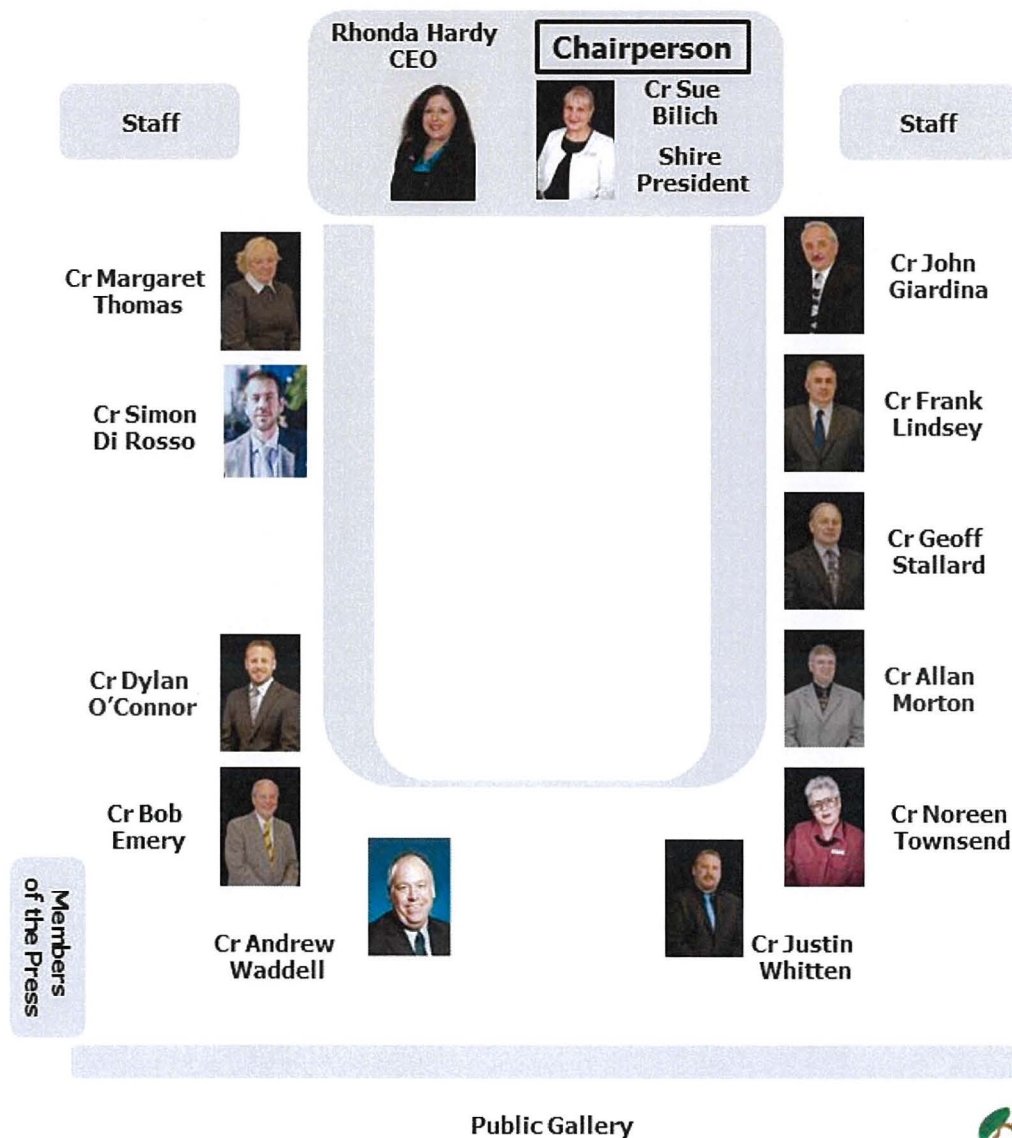 Rhonda Hardy
CEO
Chairperson
Cr Sue
Bilich
Shire
President
Staff
Staff
Cr Margaret
Thomas
Cr John
Giardina
Cr Simon
Di Rosso
Cr Frank
Lindsey
Cr Geoff
Stallard
Cr Dylan
O'Connor
Cr Allan
Morton
Cr Bob
Emery
Cr Noreen
Townsend
Members
of the Press
Cr Andrew
Waddell
Cr Justin
Whitten
Public Gallery